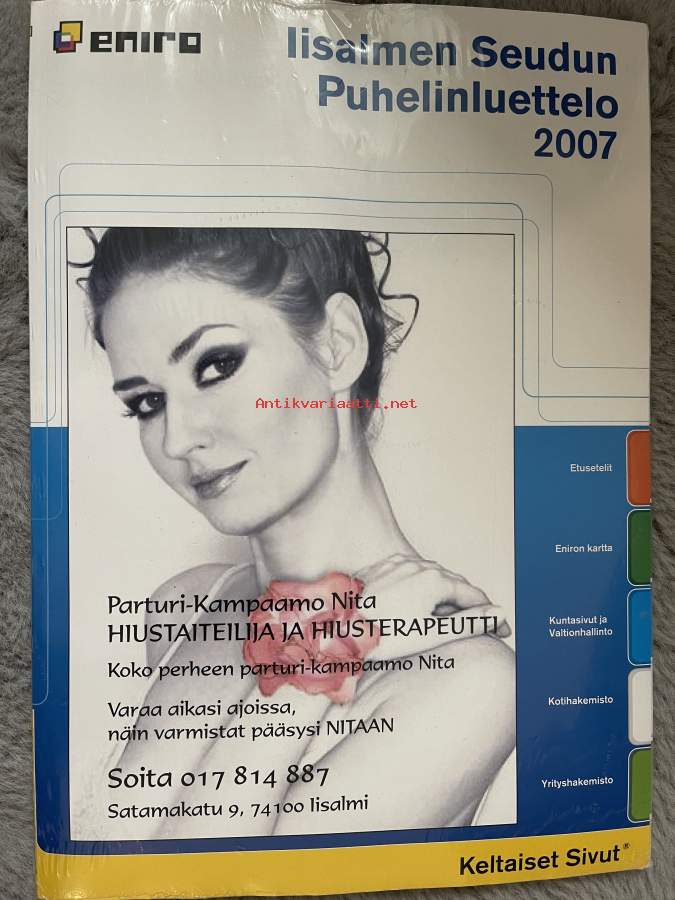 eniro
Iisalmen Seudun
Puhelinluettelo
2007
Antikvariaatti.net
Etusetelit
Eniron kartta
Kuntasivut ja
Valtionhallinto
Kotihakemisto
Yrityshakemisto
Parturi-Kampaamo Nita
HIUSTAITEILIJA JA HIUSTERAPEUTTI
Koko perheen parturi-kampaamo Nita
Varaa aikasi ajoissa,
näin varmistat pääsysi NITAAN
Soita 017 814 887
Satamakatu 9, 74100 Iisalmi
Keltaiset Sivut®